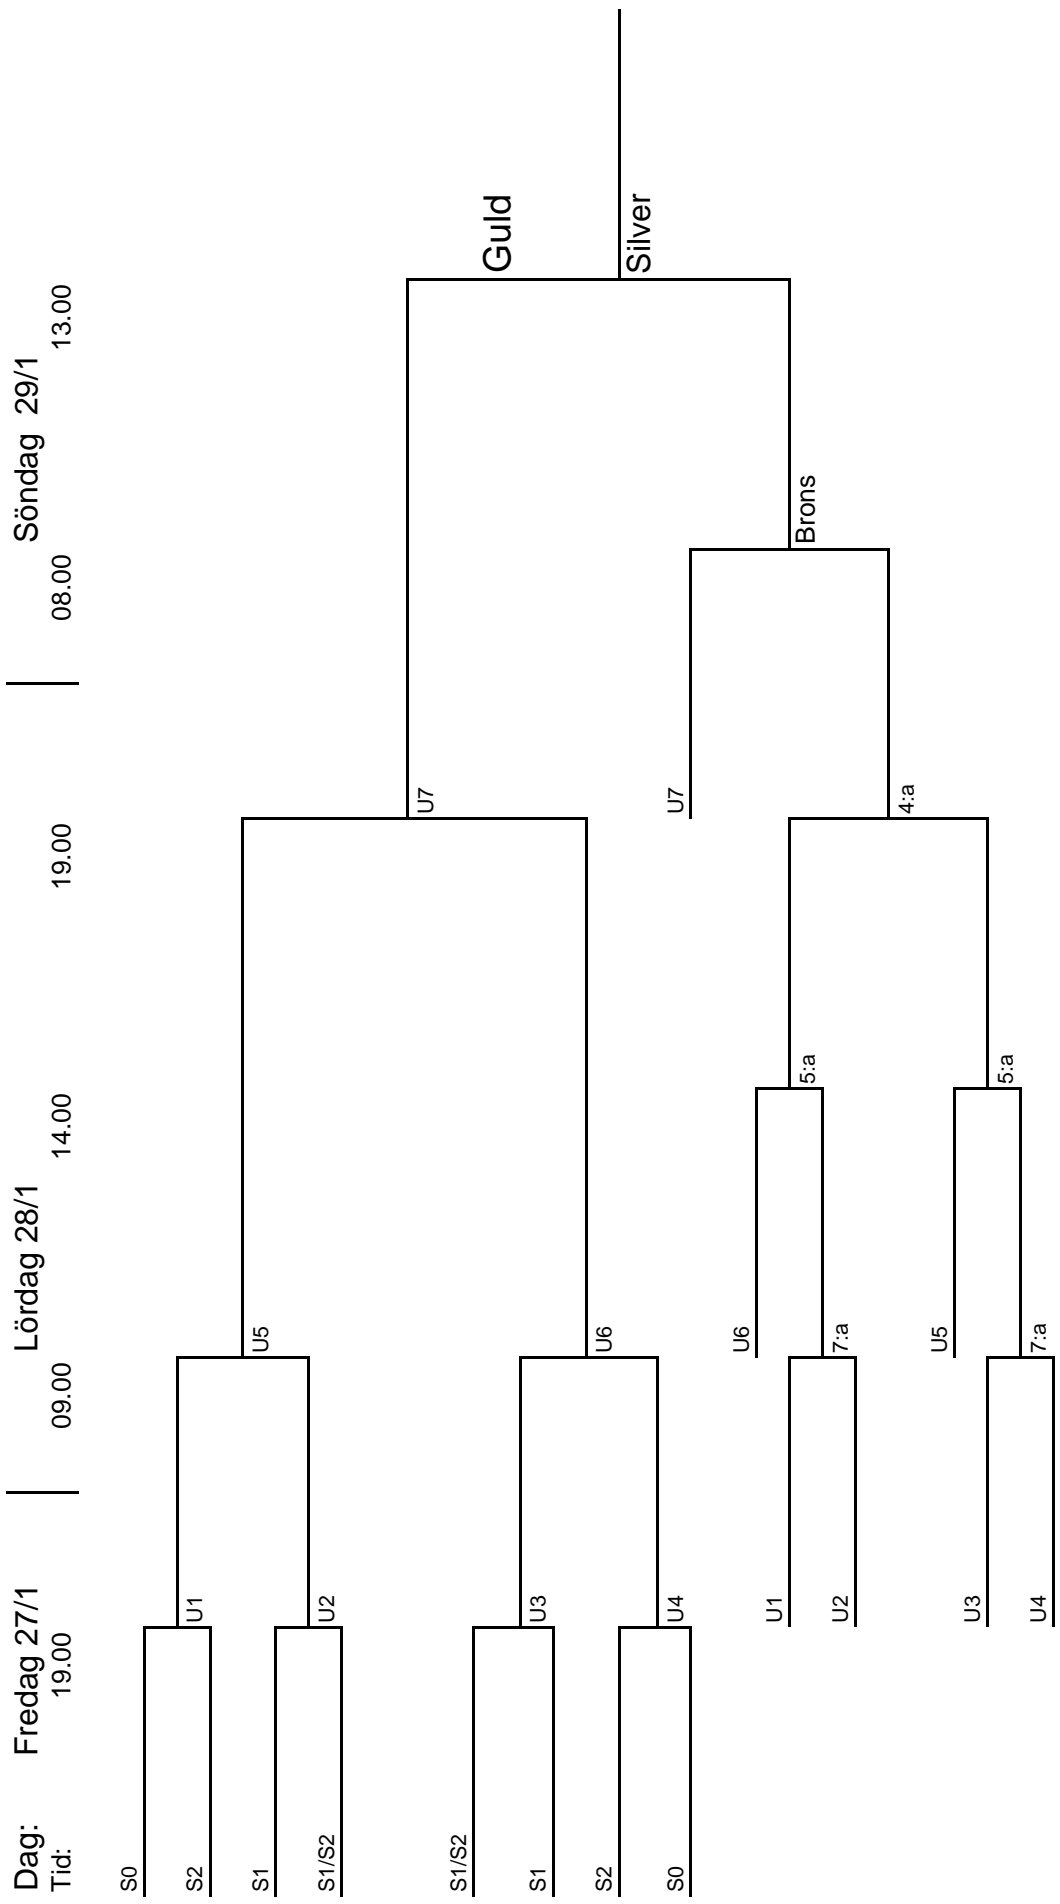 Dag: Fredag 27/1 Lördag 28/1 Söndag 29/1
Tid: 19.00 09.00 14.00 19.00 08.00 13.00
S0
S2
U1
S1
S1/S2
U2
U5
S1/S2
S1
U3
S2
S0
U4
U6
U7
Guld
Silver
U7
Brons
U6
5:a
U1
7:a
U2
4:a
U5
5:a
U3
7:a
U4